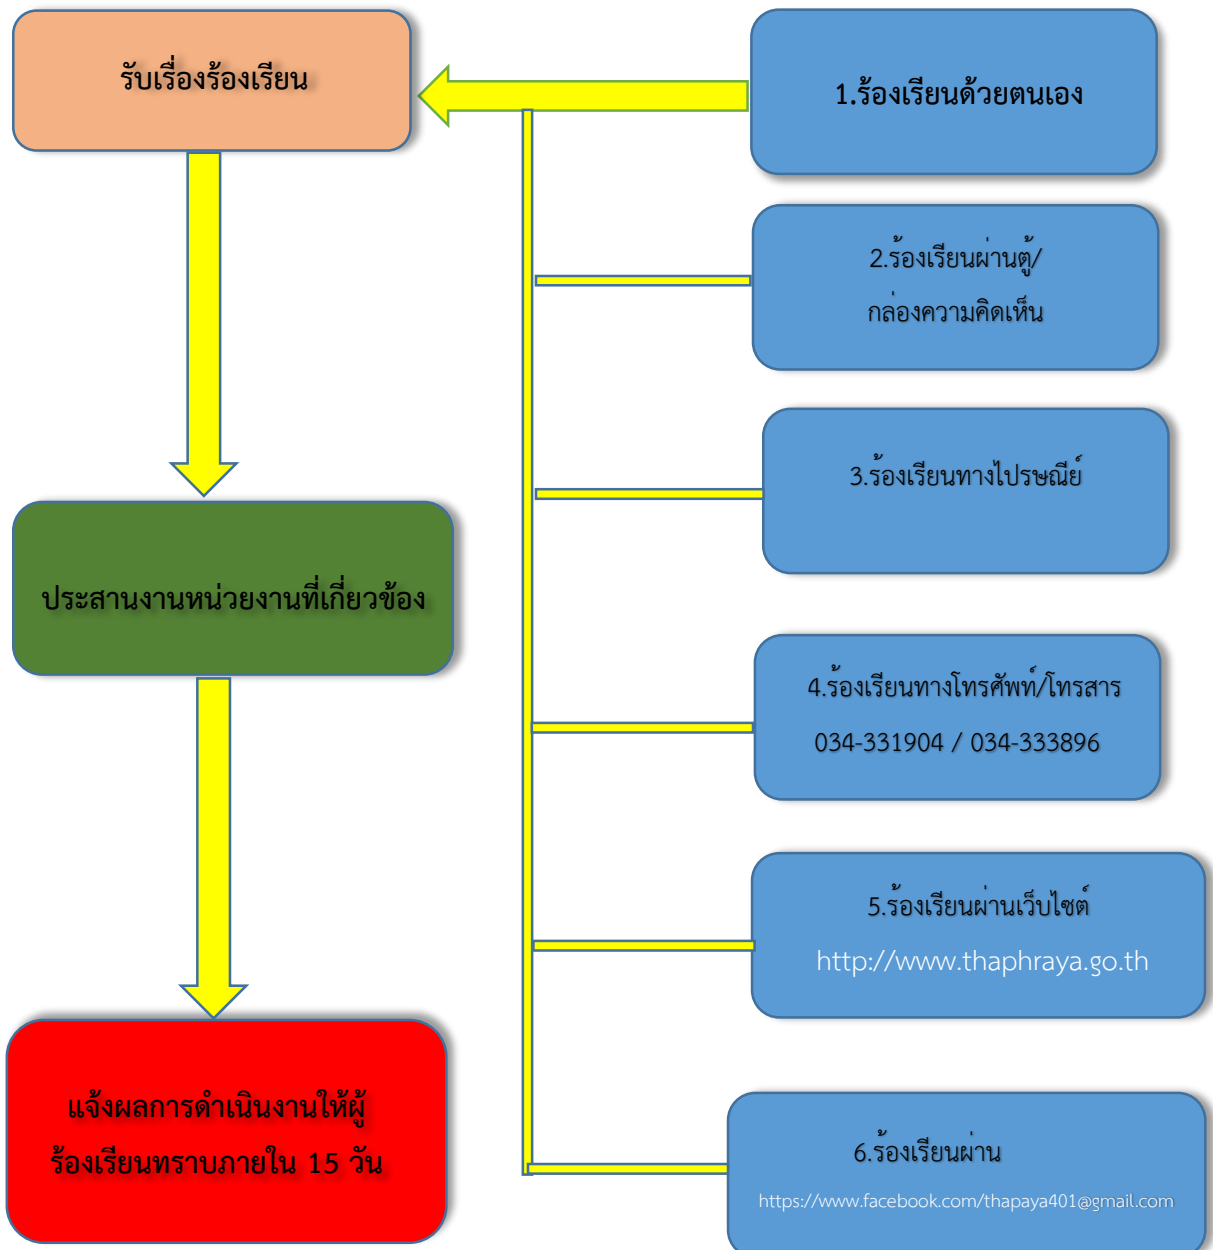 รับเรื่องร้องเรียน
1.ร้องเรียนด้วยตนเอง
2.ร้องเรียนผ่านตู้/
กล่องความคิดเห็น
3.ร้องเรียนทางไปรษณีย์
ประสานงานหน่วยงานที่เกี่ยวข้อง
4.ร้องเรียนทางโทรศัพท์/โทรสาร
034-331904 / 034-333896
5.ร้องเรียนผ่านเว็บไซต์
http://www.thaphraya.go.th
แจ้งผลการดำเนินงานให้ผู้
ร้องเรียนทราบภายใน 15 วัน
6.ร้องเรียนผ่าน
https://www.facebook.com/thapaya401@gmail.com